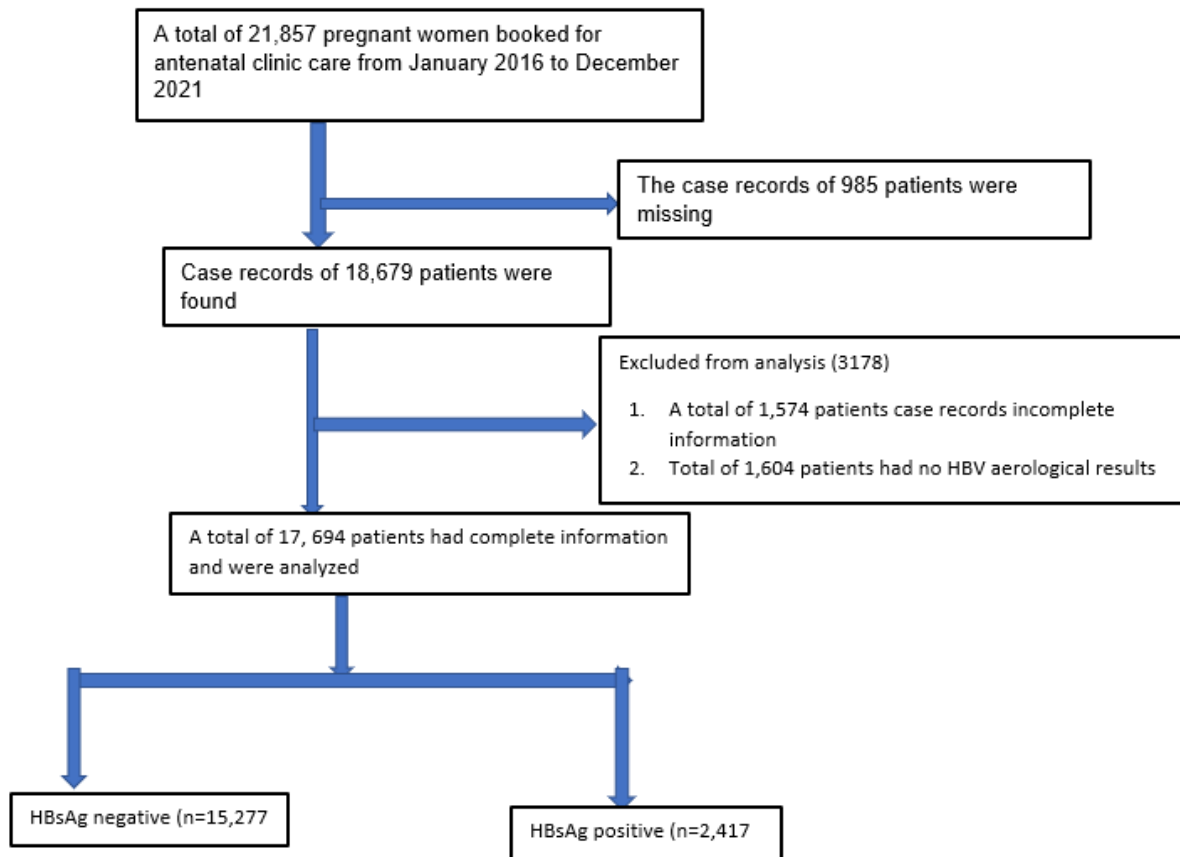 A total of 21,857 pregnant women booked for
antenatal clinic care from January 2016 to December
2021
The case records of 985 patients were
missing
Case records of 18,679 patients were
found
Excluded from analysis (3178)
1. A total of 1,574 patients case records incomplete
information
2. Total of 1,604 patients had no HBV aerological results
A total of 17, 694 patients had complete information
and were analyzed
HBsAg negative (n=15,277
HBsAg positive (n=2,417